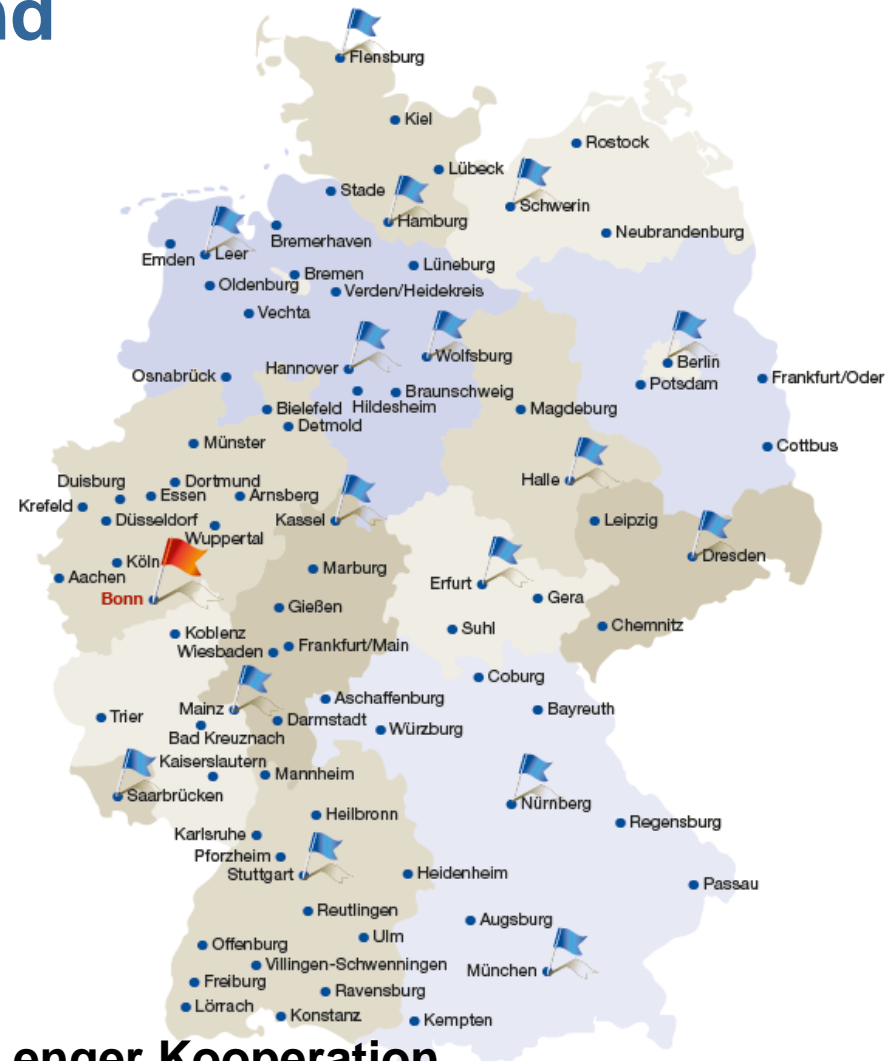 nd
Flensburg
Kiel
Rostock
Lübeck
Stade
Schwerin
Hamburg
Neubrandenburg
Bremerhaven
Leer
Emden
Lüneburg
Bremen
Oldenburg
Verden/Heidekreis
Vechta
Wolfsburg
Berlin
Hannover
Osnabrück
Frankfurt/Oder
Potsdam
Braunschweig
Hildesheim
Bielefeld
Magdeburg
Detmold
Münster
Cottbus
Halle
Duisburg
Dortmund
Essen
Arnsberg
Krefeld
Düsseldorf
Kassel
Leipzig
Wuppertal
Dresden
Köln
Marburg
Aachen
Erfurt
Bonn
Gera
Gießen
Chemnitz
Suhl
Koblenz
Frankfurt/Main
Wiesbaden
Coburg
Aschaffenburg
Mainz
Bayreuth
Trier
Darmstadt
Würzburg
Bad Kreuznach
Kaiserslautern
Mannheim
Saarbrücken
Nürnberg
Heilbronn
Regensburg
Karlsruhe
Pforzheim
Stuttgart
Heidenheim
Passau
Reutlingen
Augsburg
Ulm
Offenburg
Villingen-Schwenningen
München
Freiburg
Ravensburg
Lörrach
Konstanz
Kempten
enger Kooperation